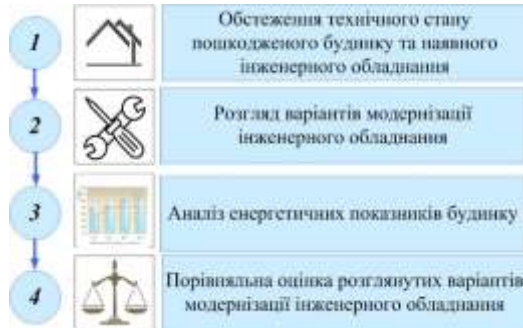 1
Обстеження технічного стану
пошкодженого будинку та наявного
інженерного обладнання
2
Розгляд варіантів модернізації
інженерного обладнання
3
Аналіз енергетичних показників будинку
4
Порівняльна оцінка розглянутих варіантів
модернізації інженерного обладнання